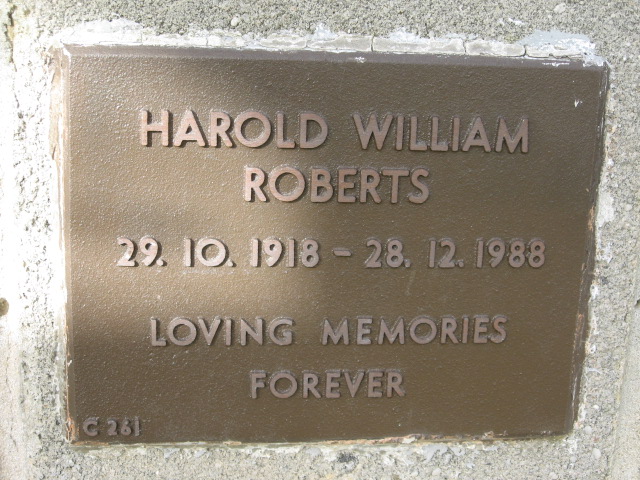 HAROLD WILLIAM
ROBERTS
29. 10. 1918 - 28. 12. 1988
LOVING MEMORIES
FOREVER
C 261